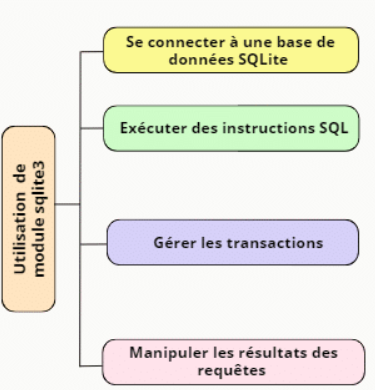 Utilisation de
module sqlite3
Se connecter à une base de
données SQLite
Exécuter des instructions SQL
Gérer les transactions
Manipuler les résultats des
requêtes